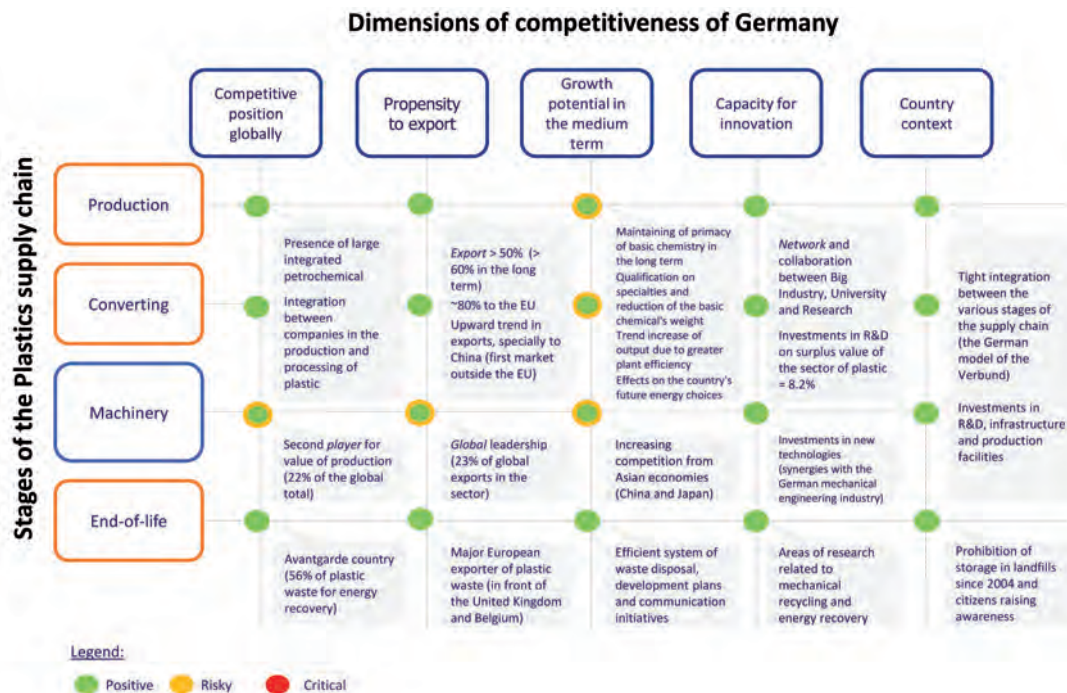 Dimensions of competitiveness of Germany
Stages of the Plastics supply chain
Competitive
position
globally
Propensity
to export
Growth
potential in
the medium
term
Capacity for
innovation
Country
context
Production
Converting
Machinery
End-of-life
Presence of large
integrated
petrochemical
Integration
between
companies in the
production and
processing of
plastic
Export > 50% (>
60% in the long
term)
~80% to the EU
Upward trend in
exports, specially to
China (first market
outside the EU)
Maintaining of primacy
of basic chemistry in
the long term
Qualification on
specialties and
reduction of the basic
chemical's weight
Trend increase of
output due to greater
plant efficiency
Effects on the country's
future energy choices
Network and
collaboration
between Big
Industry, University
and Research
Investments in R&D
on surplus value of
the sector of plastic
= 8.2%
Tight integration
between the
various stages of
the supply chain
(the German
model of the
Verbund)
Investments in
R&D, infrastructure
and production
facilities
Second player for
value of production
(22% of the global
total)
Global leadership
(23% of global
exports in the
sector)
Increasing
competition from
Asian economies
(China and Japan)
Investments in new
technologies
(synergies with the
German mechanical
engineering industry)
Avantgarde country
(56% of plastic
waste for energy
recovery)
Major European
exporter of plastic
waste (in front of
the United Kingdom
and Belgium)
Efficient system of
waste disposal,
development plans
and communication
initiatives
Areas of research
related to
mechanical
recycling and
energy recovery
Prohibition of
storage in landfills
since 2004 and
citizens raising
awareness
Legend:
Positive
Risky
Critical